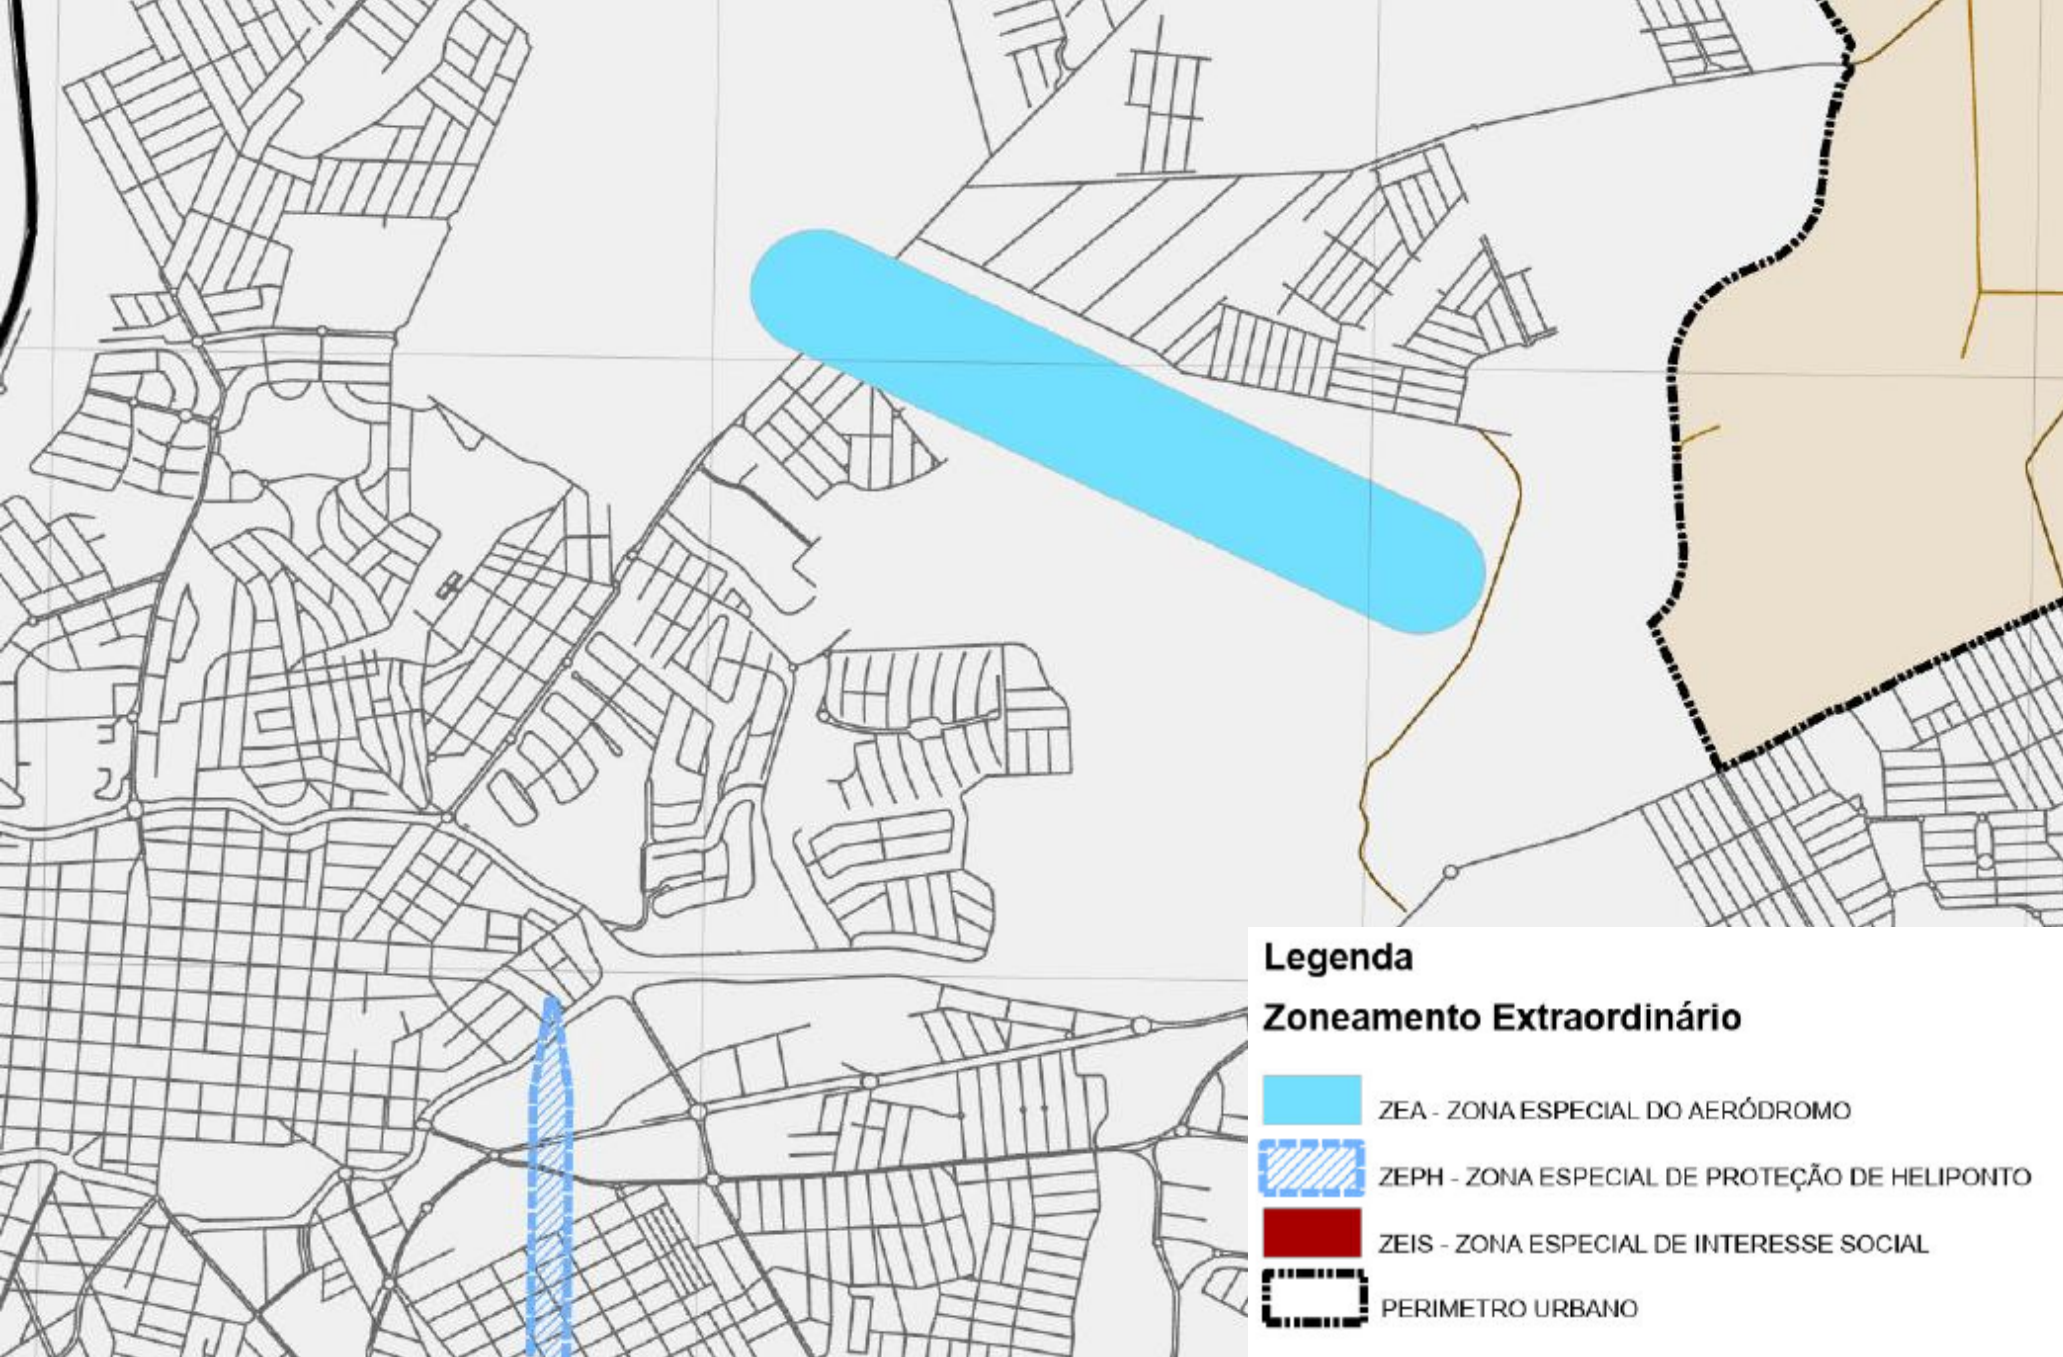 Legenda
Zoneamento Extraordinário
ZEA - ZONA ESPECIAL DO AERÓDROMO
ZEPH - ZONA ESPECIAL DE PROTEÇÃO DE HELIPONTO
ZEIS - ZONA ESPECIAL DE INTERESSE SOCIAL
PERIMETRO URBANO